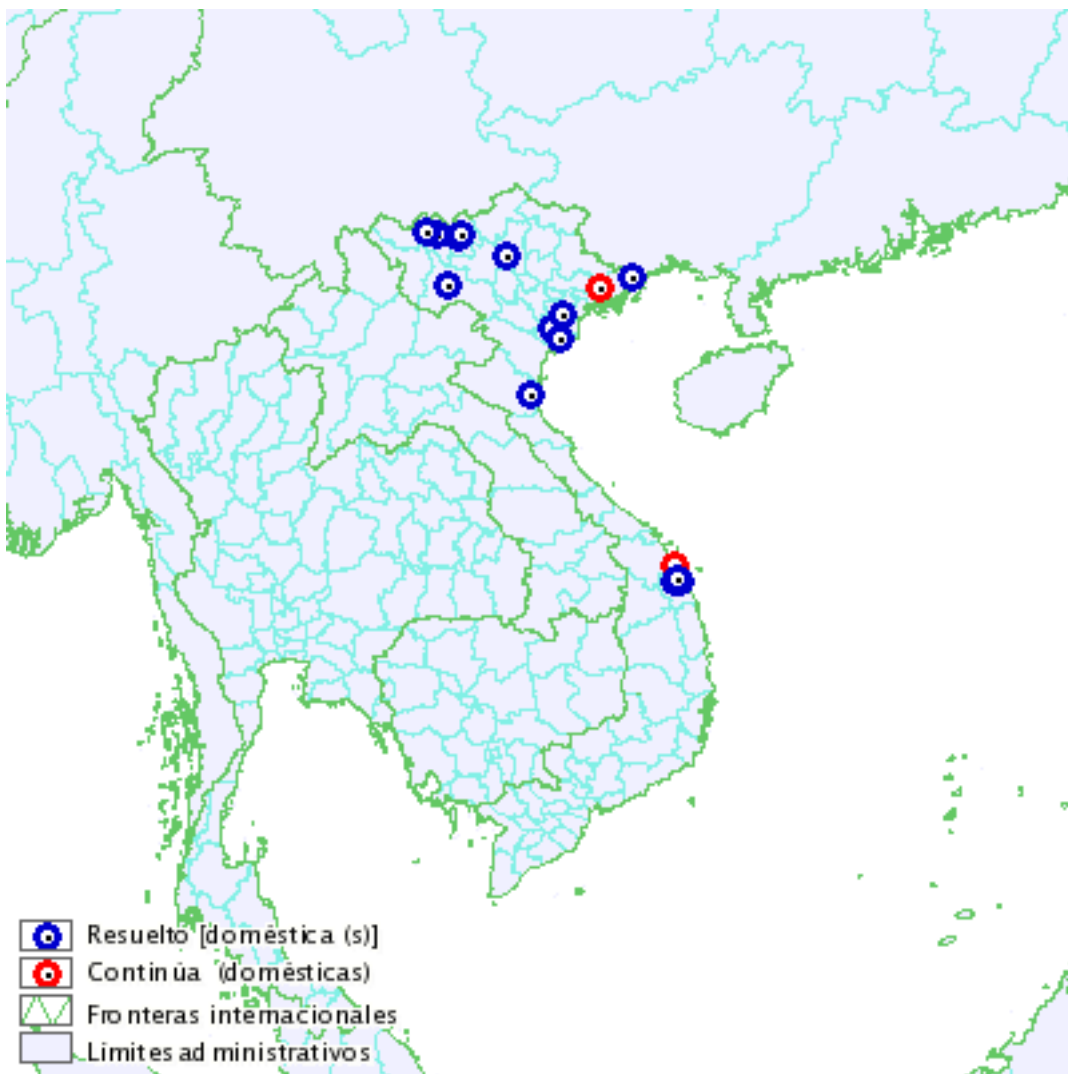 Resuelto [doméstica (s)]
Continúa (domésticas)
Fronteras internacionales
Límites administrativos